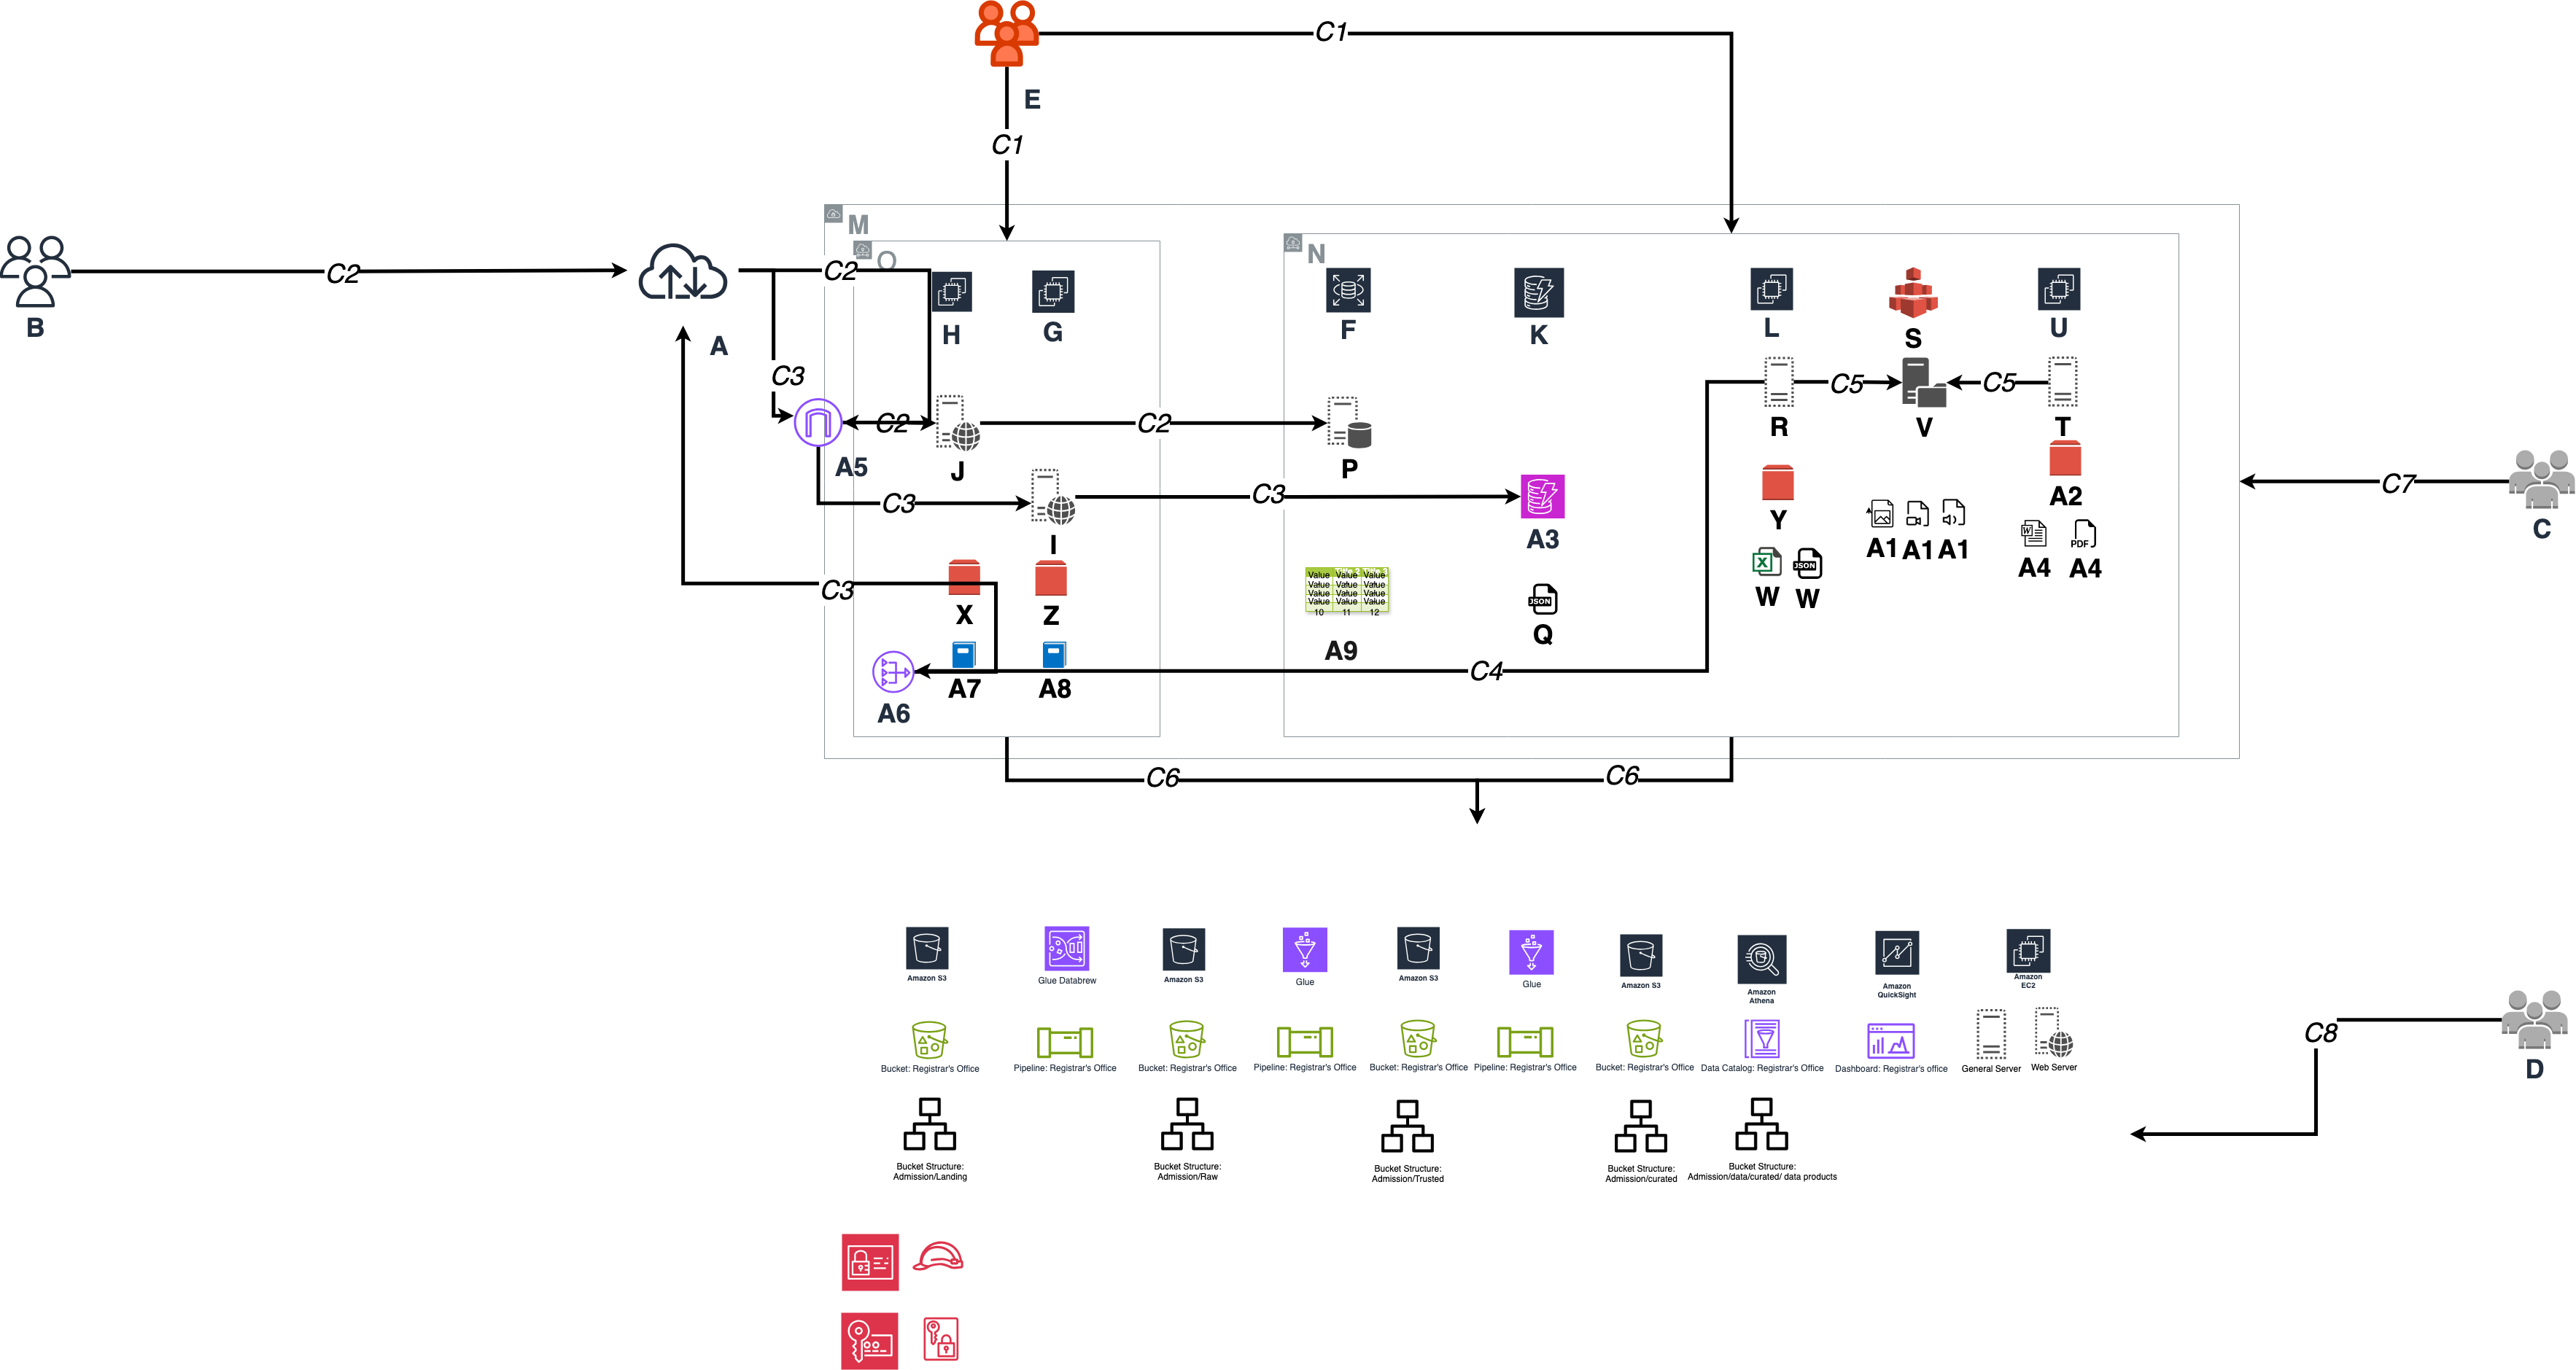 C1
E
C1
M
O
N
B
C2
A
C2
H
G
F
K
L
S
U
C3
C5
C5
C2
J
C2
P
R
V
T
A5
C3
I
C3
A3
Y
A2
C7
C
W
X
JSON
W
W
A1
A1
A1
W
A4
PDF
A4
C3
X
Z
Value
Value
Value
Value
Value
Value
Value
Value
Value
Value
Value
Value
10
11
12
A9
JSON
Q
A6
A7
A8
C4
C6
C6
Amazon S3
Glue Databrew
Amazon S3
Glue
Amazon S3
Glue
Amazon S3
Amazon
Athena
Amazon
QuickSight
Amazon
EC2
Bucket: Registrar's Office
Pipeline: Registrar's Office
Bucket: Registrar's Office
Pipeline: Registrar's Office
Bucket: Registrar's Office
Pipeline: Registrar's Office
Bucket: Registrar's Office
Data Catalog: Registrar's Office
Dashboard: Registrar's office
General Server
Web Server
C8
D
Bucket Structure:
Admission/Landing
Bucket Structure:
Admission/Raw
Bucket Structure:
Admission/Trusted
Bucket Structure:
Admission/curated
Bucket Structure:
Admission/data/curated/ data products